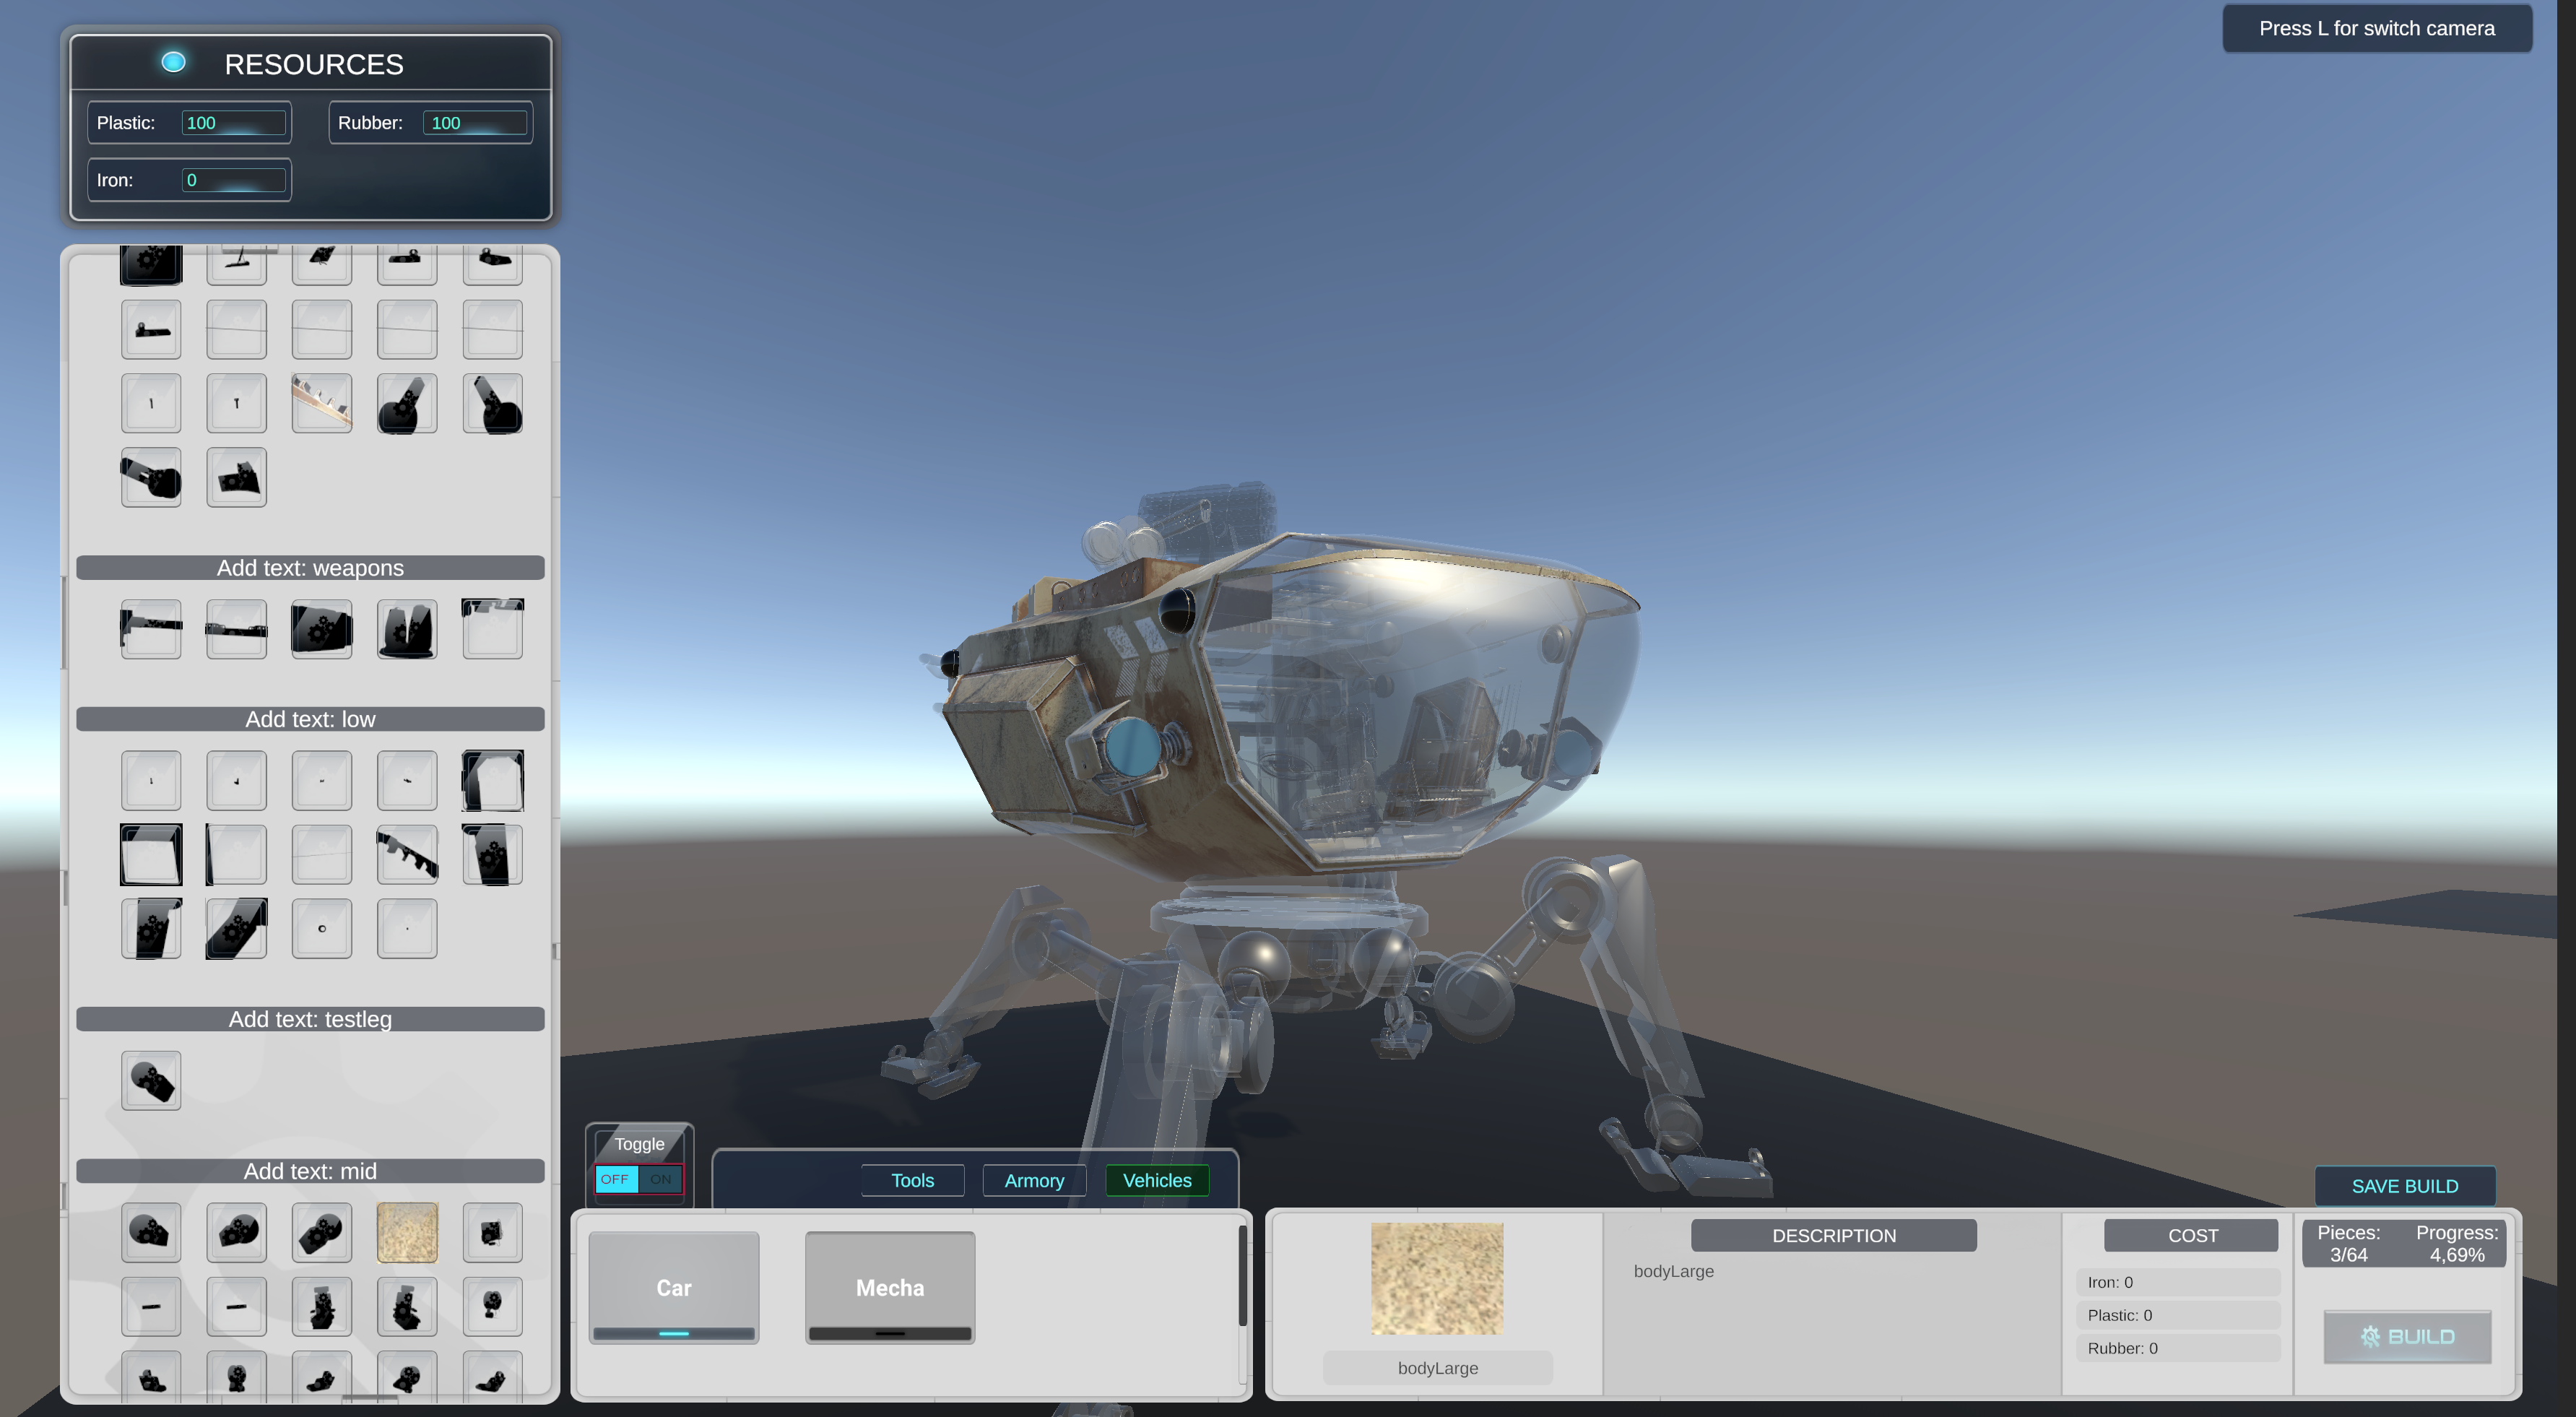 Press L for switch camera
RESOURCES
Plastic: 100
Rubber: 100
Iron: 0
Add text: weapons
Add text: low
Add text: testleg
Add text: mid
Toggle
OFF ON
Tools
Armory
Vehicles
Car
Mecha
bodyLarge
DESCRIPTION
bodyLarge
COST
Iron: 0
Plastic: 0
Rubber: 0
SAVE BUILD
Pieces: Progress:
3/64 4,69%
BUILD